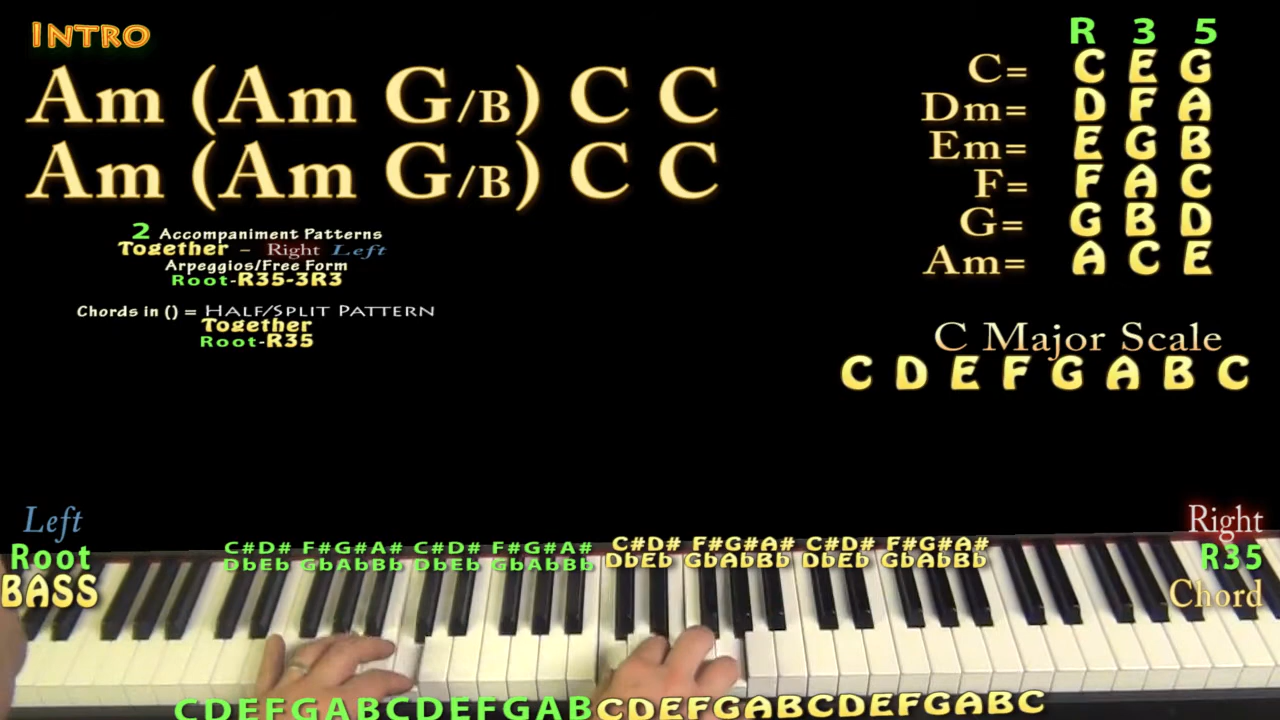 INTRO
Am (Am G/B) C C
Am (Am G/B) C C
2 Accompaniment Patterns
Together - Right Left
Arpeggios/Free Form
Root-R35-3R3
Chords in () = HALF/SPLIT PATTERN
Together
Root-R35
R 3 5
C= C E G
Dm= D F A
Em= E G B
F= F A C
G= G B D
Am= A C E
C Major Scale
C D E F G A B C
Left
Root
BASS
C#D# F#G#A# C#D# F#G#A# C#D# F#G#A# C#D# F#G#A#
DbEb GbAbBb DbEb GbAbBb DbEb GbAbBb DbEb GbAbBb
Right
R35
Chord
CDEFGABCDEFGABCDEFGABCDEFGABC